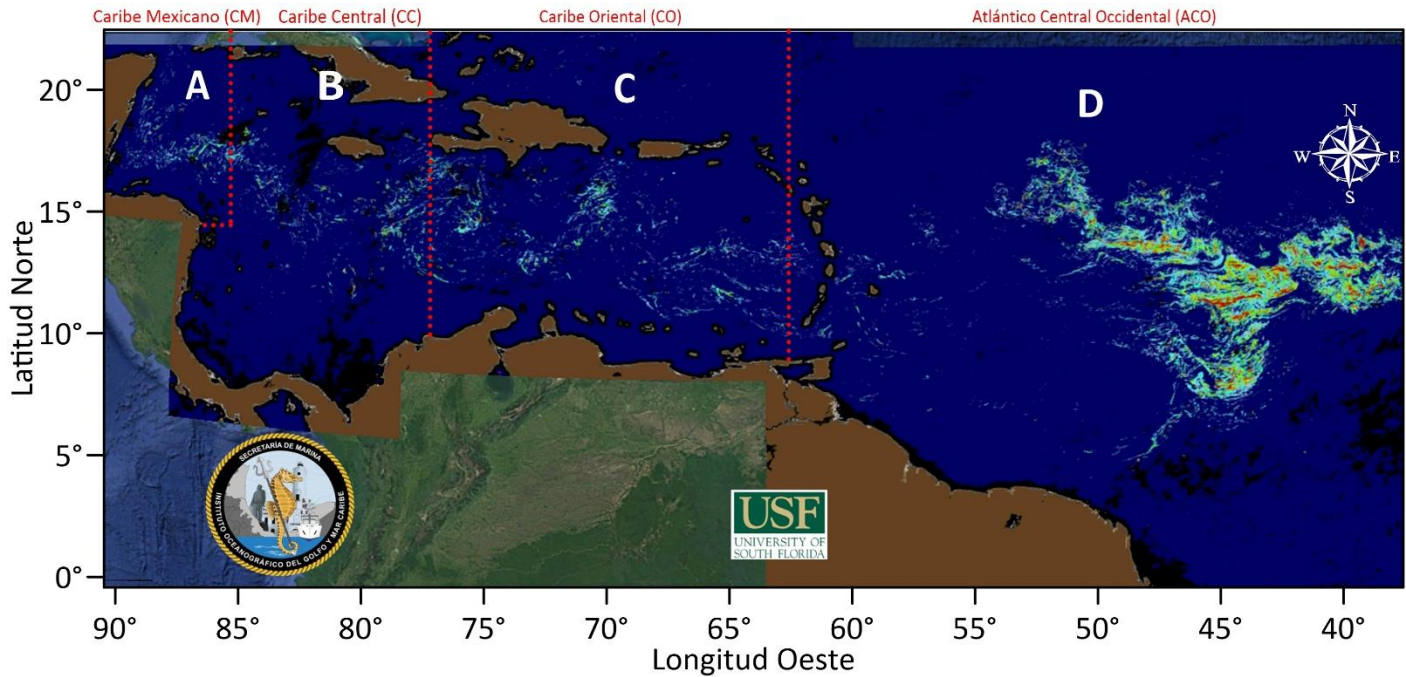 Caribe Mexicano (CM)
Caribe Central (CC)
Caribe Oriental (CO)
Atlántico Central Occidental (ACO)
A
B
C
D
N
W
E
S
20°
15°
10°
5°
0°
Latitud Norte
SECRETARÍA DE MARINA
INSTITUTO OCEANOGRÁFICO DEL GOLFO Y MAR CARIBE
USF
UNIVERSITY OF
SOUTH FLORIDA
90°
85°
80°
75°
70°
65°
60°
55°
50°
45°
40°
Longitud Oeste